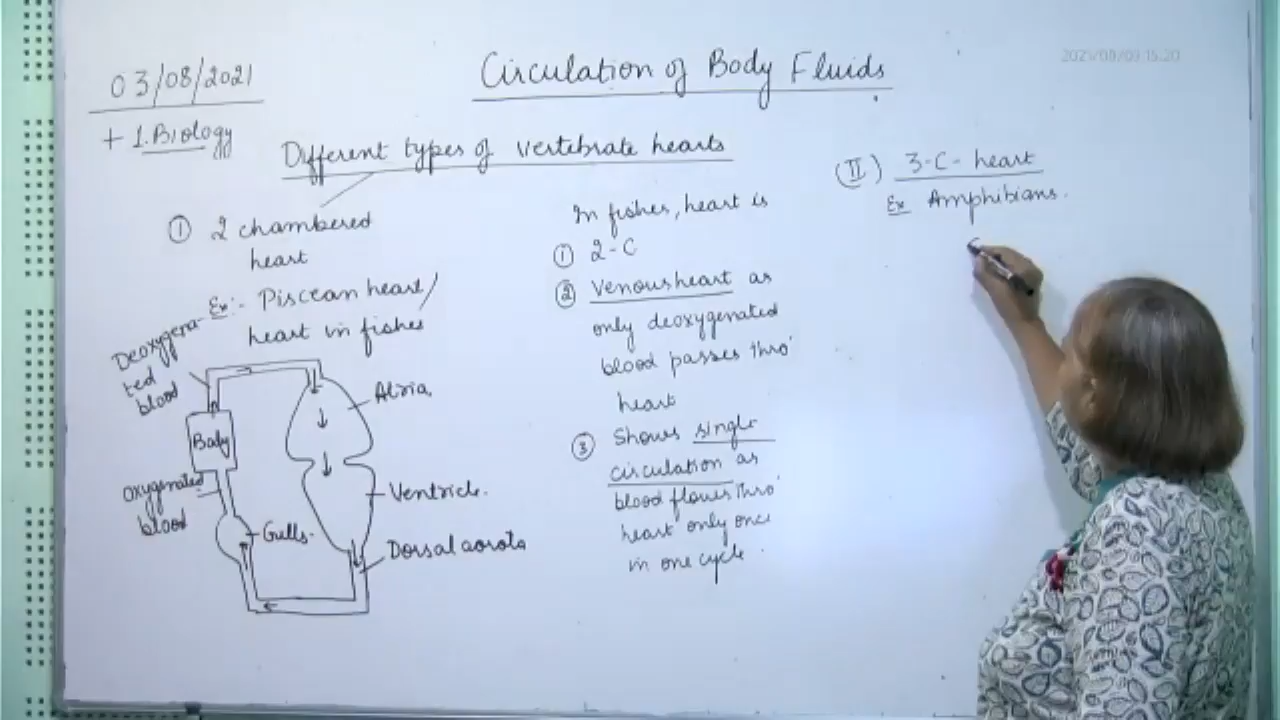 03/08/2021
+ 1. Biology
Circulation of Body Fluids
Different types of vertebrate hearts
① 2 chambered
heart
Ex:- Piscean heart/
heart in fishes
Deoxygena-
ted
blood
Body
Oxygenated
blood
Gills.
Atria,
Ventricle.
Dorsal aorota
In fishes, heart is
① 2-C
② Venous heart as
only deoxygenated
blood passes thro'
heart
③ Shows single
circulation as
blood flows thro'
heart only once
in one cycle.
(II) 3-C-heart
Ex Amphibians.